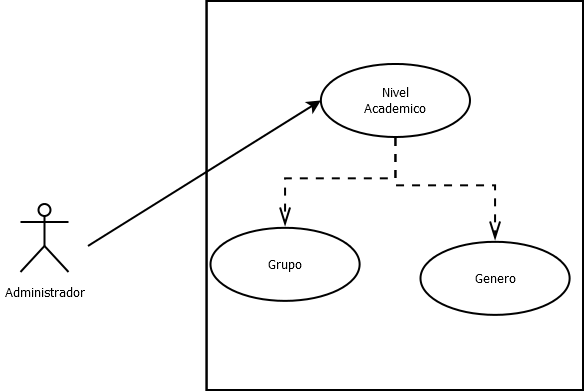 Nivel
Academico
Grupo
Genero
Administrador